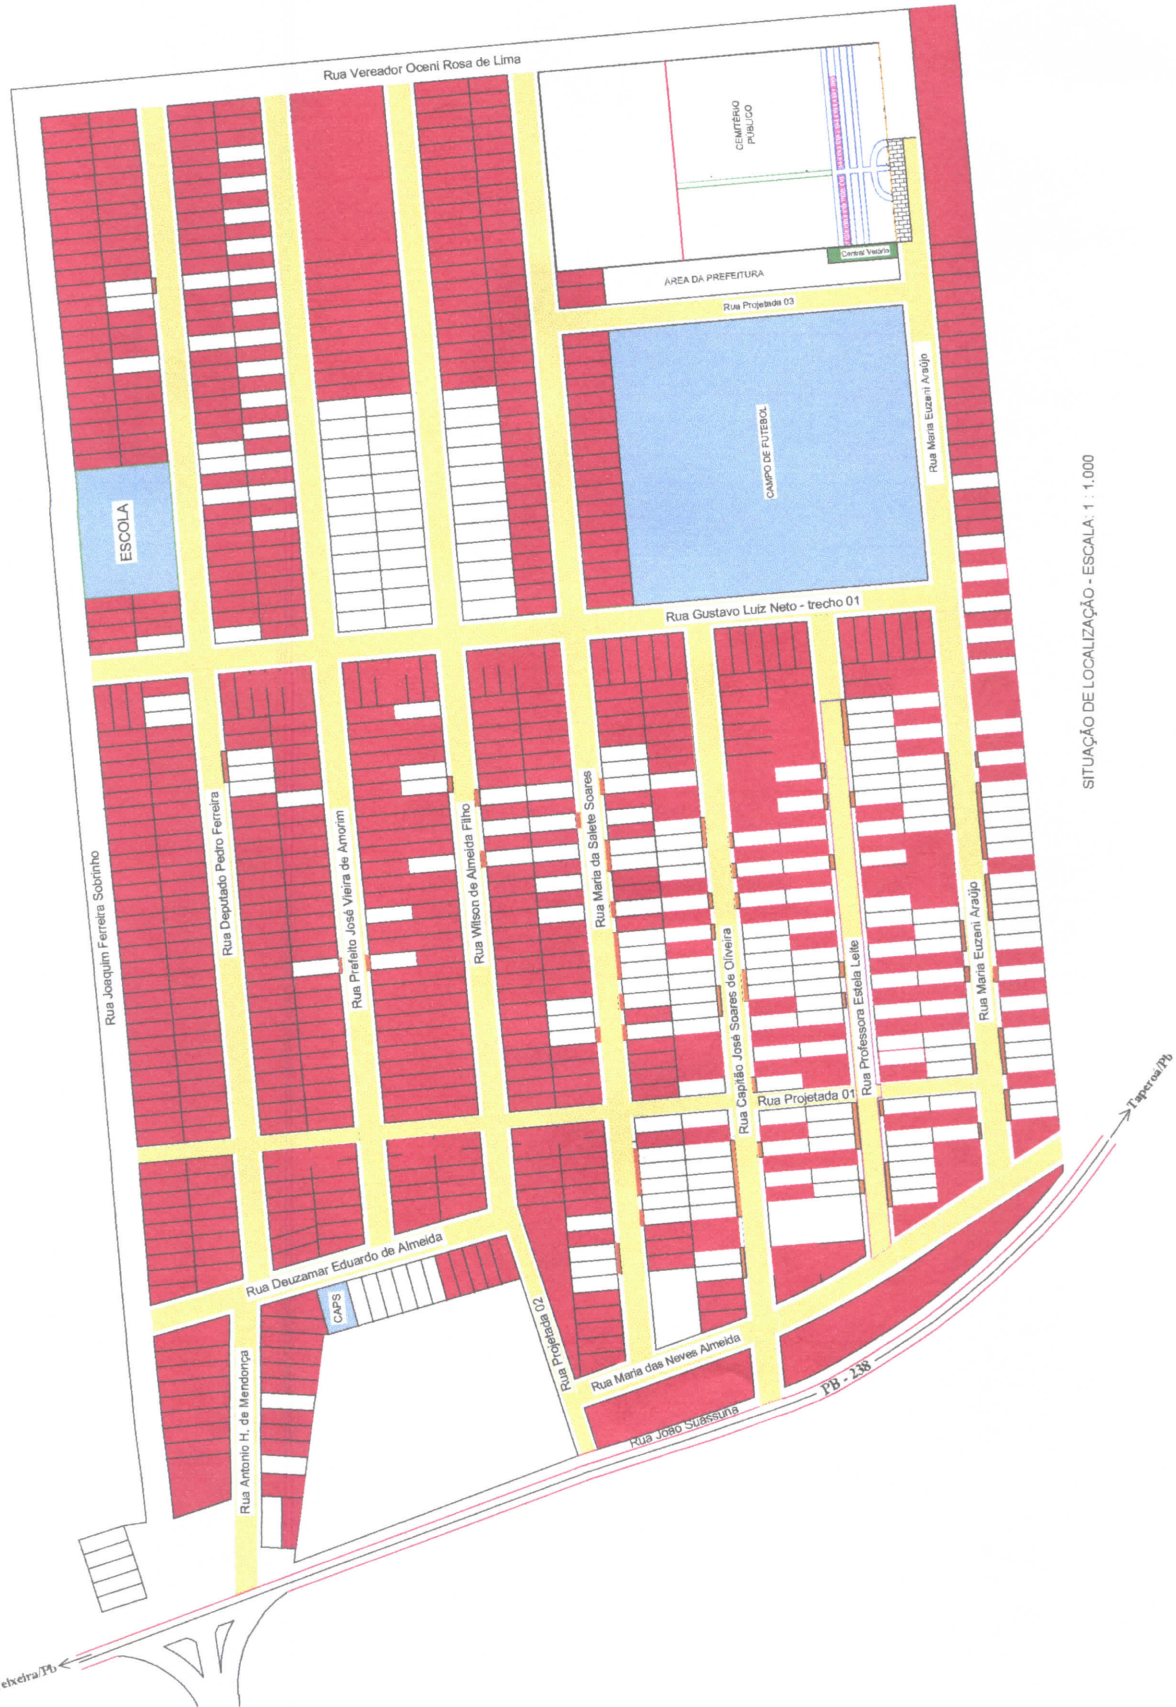 Rua Vereador Oceni Rosa de Lima
CEMITÉRIO
PÚBLICO
Central Velório
ÁREA DA PREFEITURA
Rua Projetada 03
Rua Maria Euzeni Araújo
CAMPO DE FUTEBOL
ESCOLA
Rua Gustavo Luiz Neto - trecho 01
SITUAÇÃO DE LOCALIZAÇÃO - ESCALA: 1 : 1.000
Rua Joaquim Ferreira Sobrinho
Rua Deputado Pedro Ferreira
Rua Prefeito José Vieira de Amorim
Rua Wilson de Almeida Filho
Rua Maria da Salete Soares
Rua Capitão José Soares de Oliveira
Rua Professora Estela Leite
Rua Maria Euzeni Araújo
Rua Projetada 01
Taperoá/Pb
Rua Deuzamar Eduardo de Almeida
CAPS
Rua Projetada 02
Rua Maria das Neves Almeida
Rua Antonio H. de Mendonça
Rua João Suassuna
PB - 238
eixeira/Pb